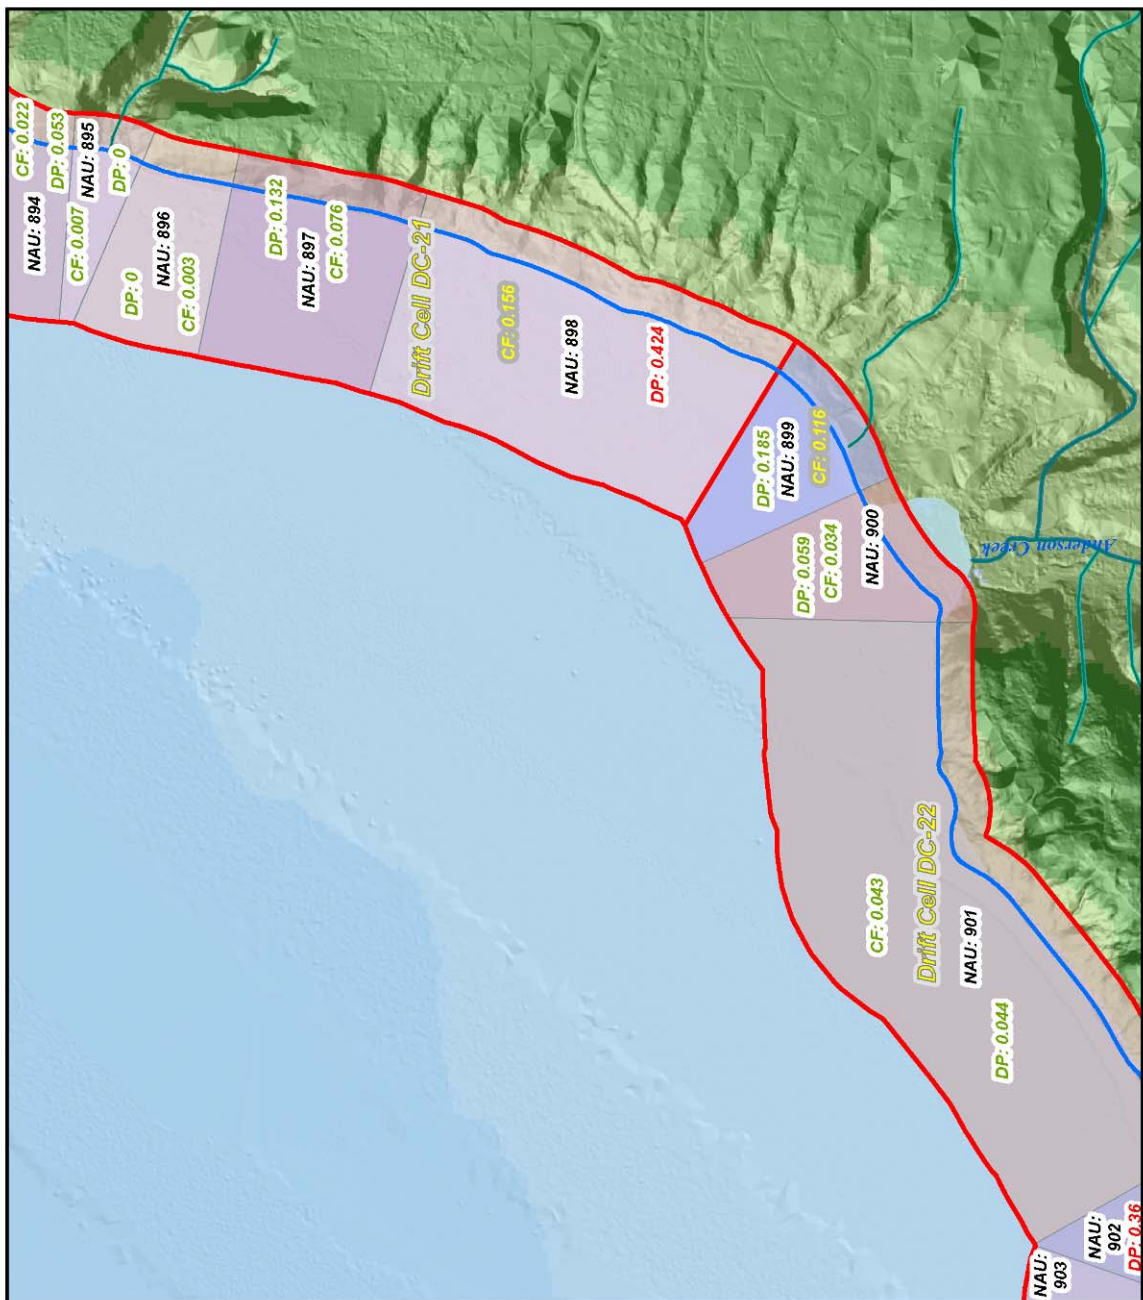 CF: 0.022
DP: 0.053
NAU: 894
NAU: 895
CF: 0.007
DP: 0
NAU: 896
DP: 0
CF: 0.003
DP: 0.132
NAU: 897
CF: 0.076
Drift Cell DC-21
CF: 0.156
NAU: 898
DP: 0.424
DP: 0.185
NAU: 899
CF: 0.116
DP: 0.059
CF: 0.034
NAU: 900
Anderson Creek
CF: 0.043
Drift Cell DC-22
NAU: 901
DP: 0.044
NAU:
902
DP: 0.36
NAU:
903